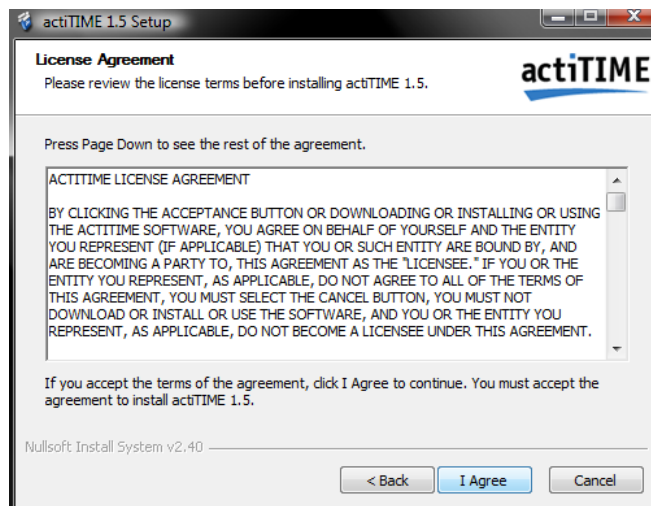 actiTIME 1.5 Setup
License Agreement
Please review the license terms before installing actiTIME 1.5.
actiTIME
Press Page Down to see the rest of the agreement.
ACTITIME LICENSE AGREEMENT
BY CLICKING THE ACCEPTANCE BUTTON OR DOWNLOADING OR INSTALLING OR USING
THE ACTITIME SOFTWARE, YOU AGREE ON BEHALF OF YOURSELF AND THE ENTITY
YOU REPRESENT (IF APPLICABLE) THAT YOU OR SUCH ENTITY ARE BOUND BY, AND
ARE BECOMING A PARTY TO, THIS AGREEMENT AS THE "LICENSEE." IF YOU OR THE
ENTITY YOU REPRESENT, AS APPLICABLE, DO NOT AGREE TO ALL OF THE TERMS OF
THIS AGREEMENT, YOU MUST SELECT THE CANCEL BUTTON, YOU MUST NOT
DOWNLOAD OR INSTALL OR USE THE SOFTWARE, AND YOU OR THE ENTITY YOU
REPRESENT, AS APPLICABLE, DO NOT BECOME A LICENSEE UNDER THIS AGREEMENT.
If you accept the terms of the agreement, click I Agree to continue. You must accept the
agreement to install actiTIME 1.5.
Nullsoft Install System v2.40
< Back
I Agree
Cancel